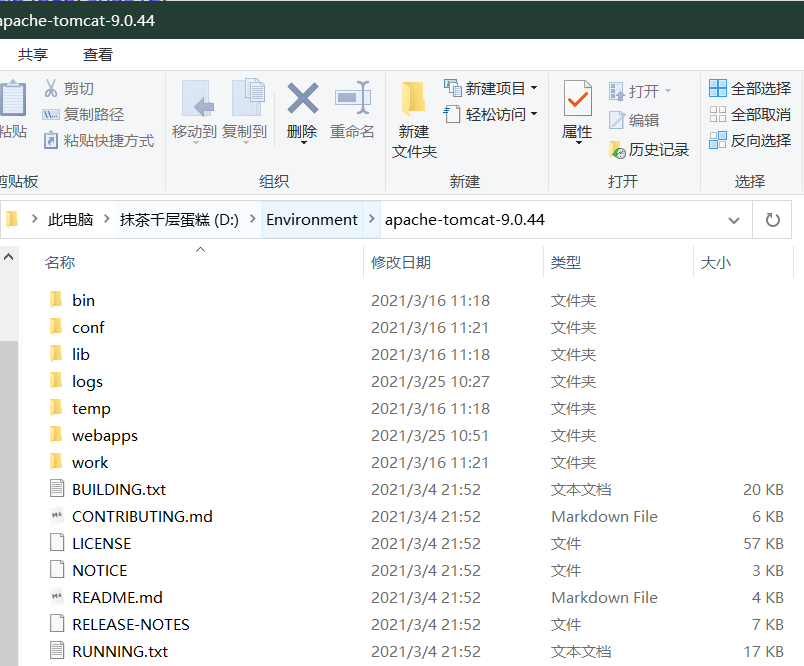 apache-tomcat-9.0.44
共享 查看
粘贴 剪切 复制路径 粘贴快捷方式
移动到 复制到 删除 重命名
新建文件夹 新建项目 轻松访问
属性 打开 编辑 历史记录
全部选择 全部取消 反向选择
剪贴板 组织 新建 打开 选择
此电脑 抹茶千层蛋糕 (D:) Environment apache-tomcat-9.0.44
名称 修改日期 类型 大小
bin 2021/3/16 11:18 文件夹
conf 2021/3/16 11:21 文件夹
lib 2021/3/16 11:18 文件夹
logs 2021/3/25 10:27 文件夹
temp 2021/3/16 11:18 文件夹
webapps 2021/3/25 10:51 文件夹
work 2021/3/16 11:21 文件夹
BUILDING.txt 2021/3/4 21:52 文本文档 20 KB
CONTRIBUTING.md 2021/3/4 21:52 Markdown File 6 KB
LICENSE 2021/3/4 21:52 文件 57 KB
NOTICE 2021/3/4 21:52 文件 3 KB
README.md 2021/3/4 21:52 Markdown File 4 KB
RELEASE-NOTES 2021/3/4 21:52 文件 7 KB
RUNNING.txt 2021/3/4 21:52 文本文档 17 KB